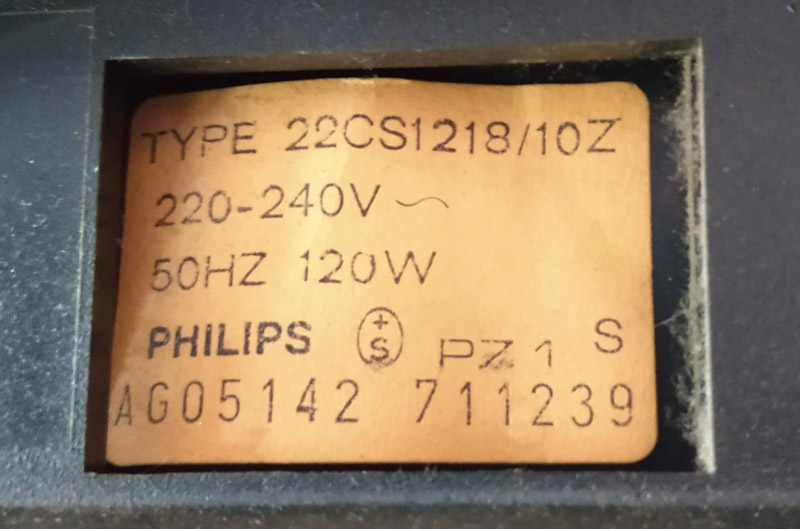 TYPE 22CS1218/10Z
220-240V ~
50HZ 120W
PHILIPS +S PZ1 S
AG05142 711239